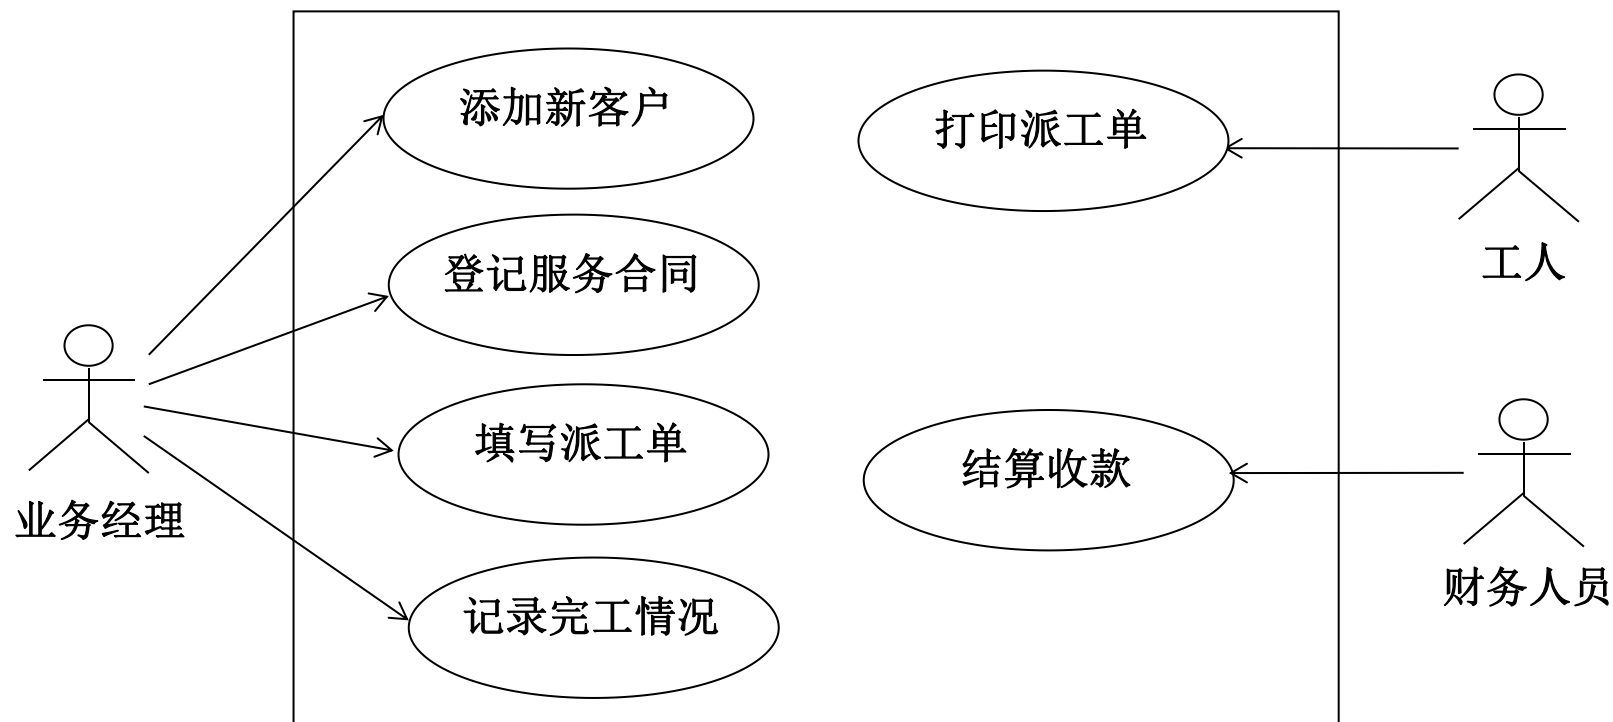 添加新客户
打印派工单
工人
登记服务合同
填写派工单
结算收款
业务经理
财务人员
记录完工情况